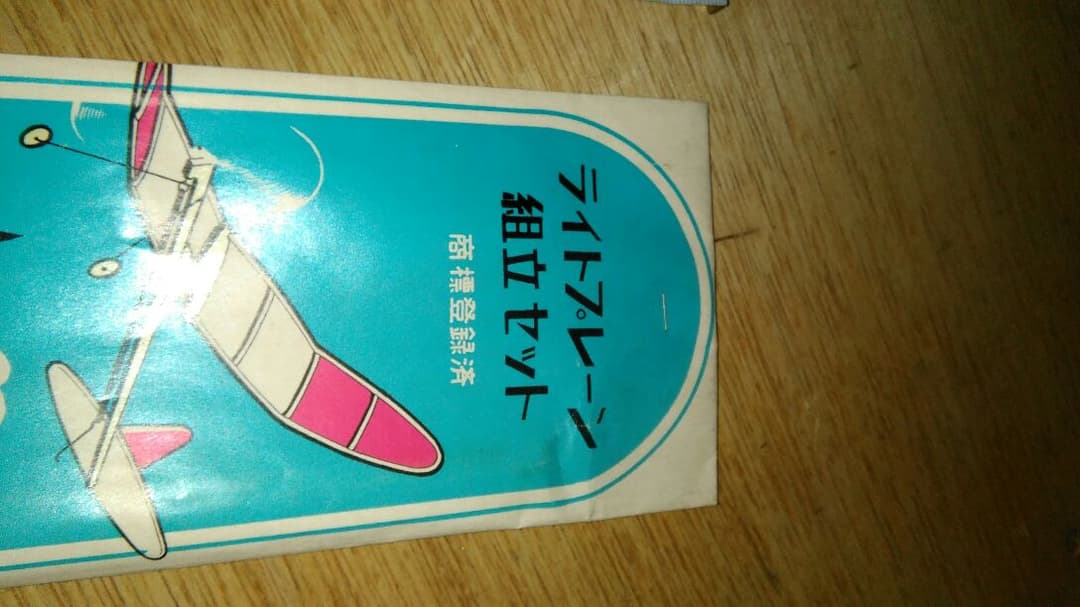 ライトプレーン
組立セット
商標登録済